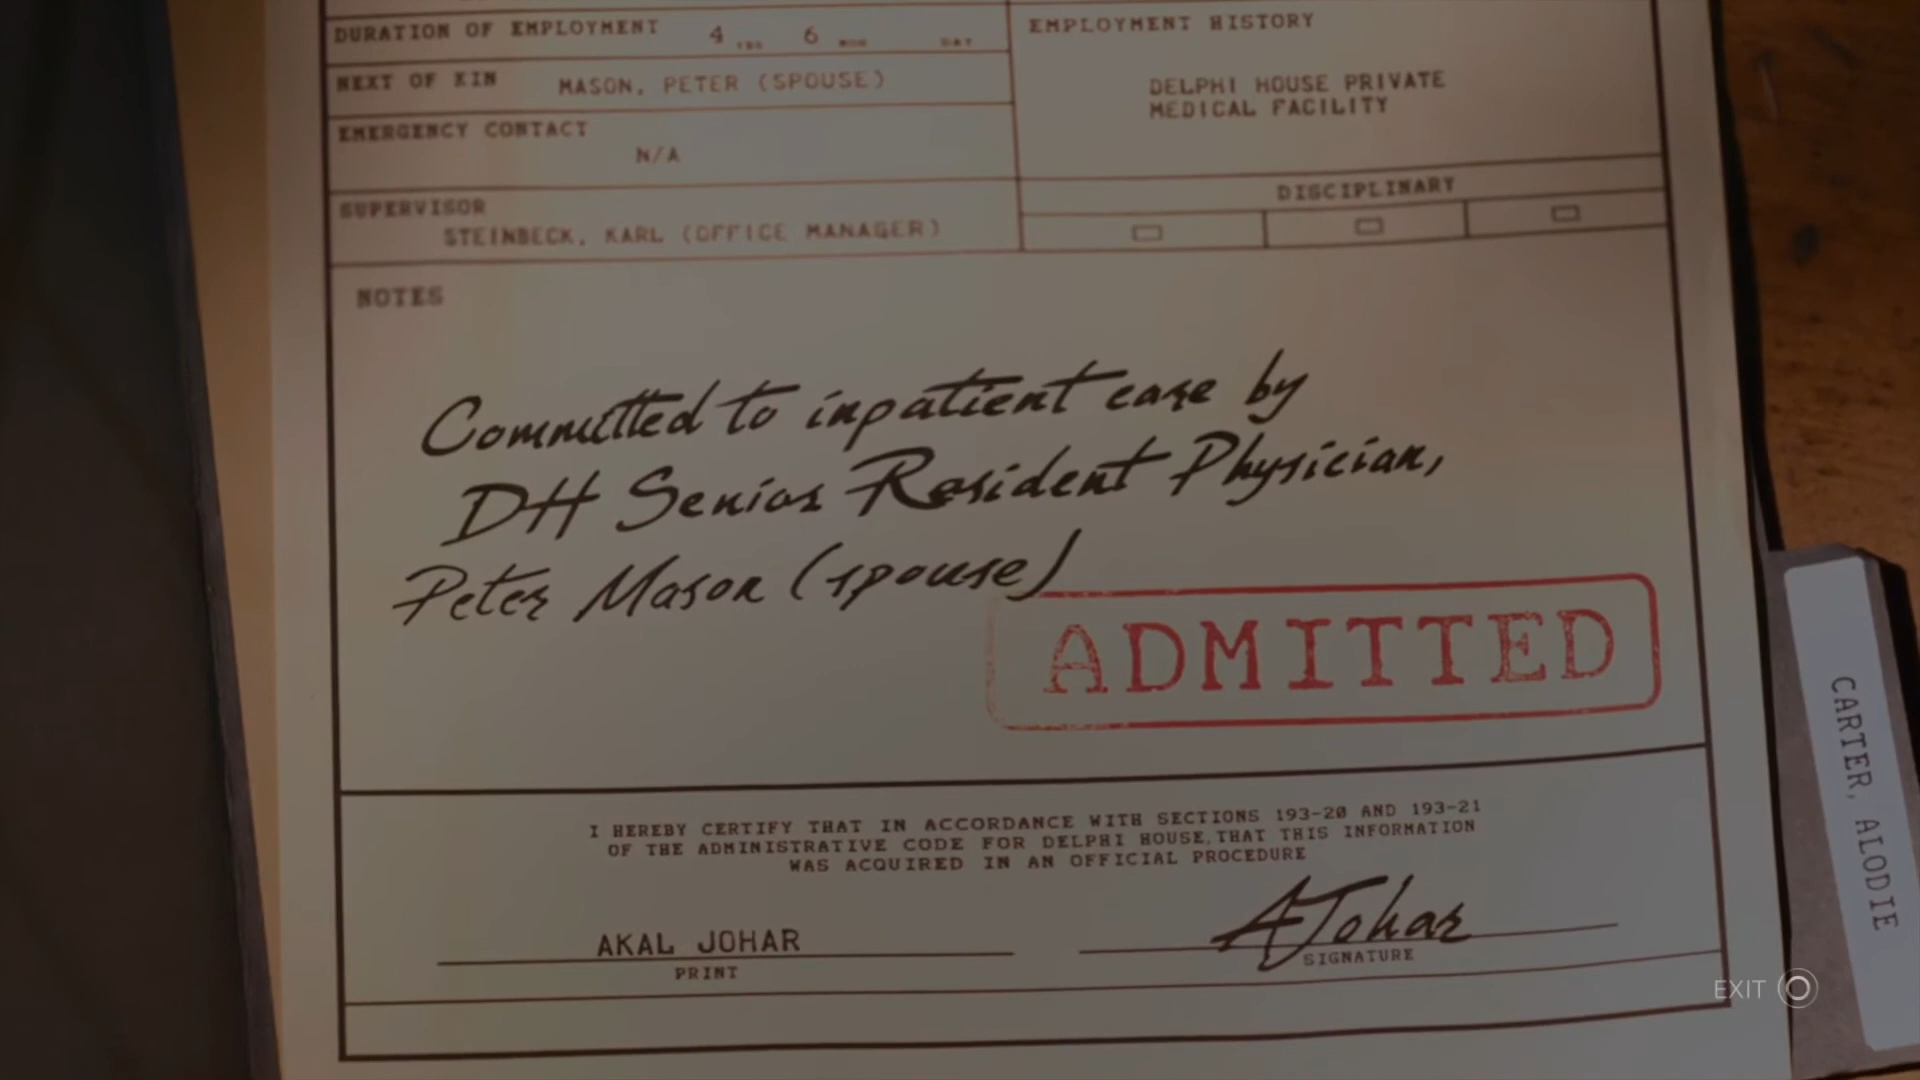 DURATION OF EMPLOYMENT 4 YRS 6 MON DAY
NEXT OF KIN MASON, PETER (SPOUSE)
EMERGENCY CONTACT
N/A
SUPERVISOR
STEINBECK, KARL (OFFICE MANAGER)
EMPLOYMENT HISTORY
DELPHI HOUSE PRIVATE
MEDICAL FACILITY
DISCIPLINARY
NOTES
Committed to inpatient care by
DH Senior Resident Physician,
Peter Mason (spouse)
ADMITTED
I HEREBY CERTIFY THAT IN ACCORDANCE WITH SECTIONS 193-20 AND 193-21
OF THE ADMINISTRATIVE CODE FOR DELPHI HOUSE, THAT THIS INFORMATION
WAS ACQUIRED IN AN OFFICIAL PROCEDURE
AKAL JOHAR
PRINT
AJohar
SIGNATURE
CARTER, ALODIE
EXIT